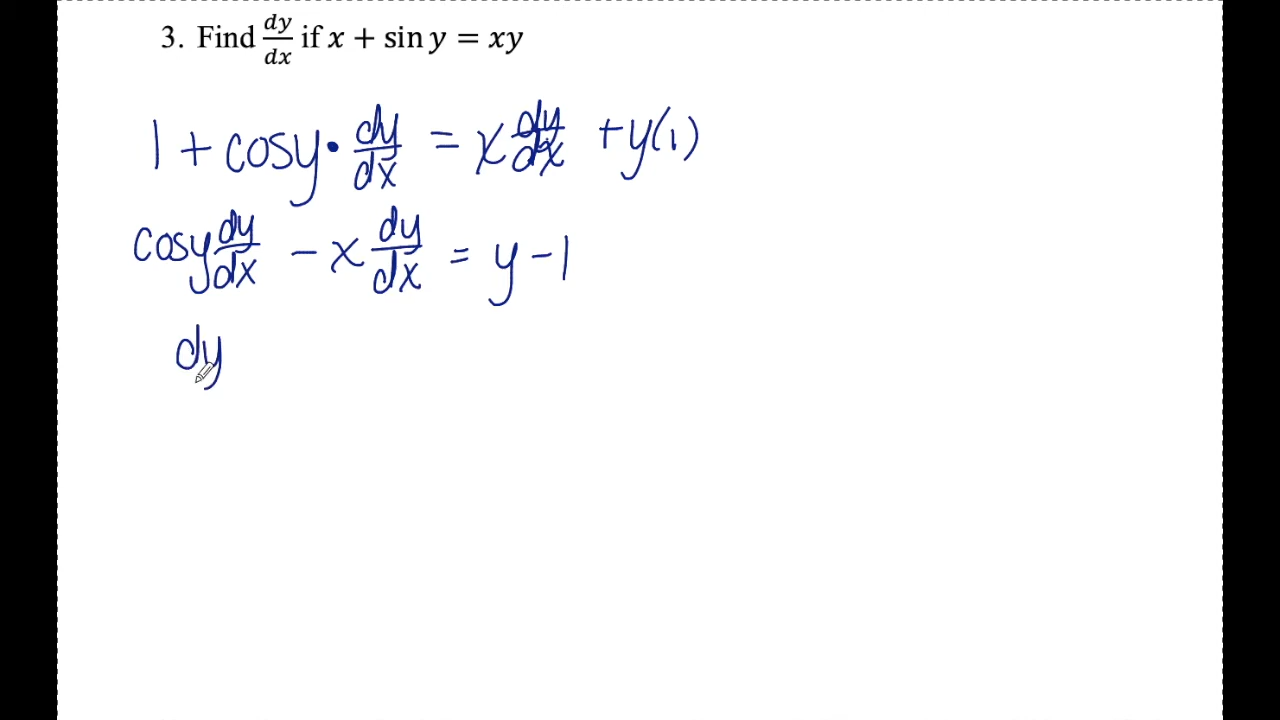 3. Find dy/dx if x + sin y = xy
1 + cosy · dy/dx = x dy/dx + y(1)
cosy dy/dx - x dy/dx = y - 1
dy